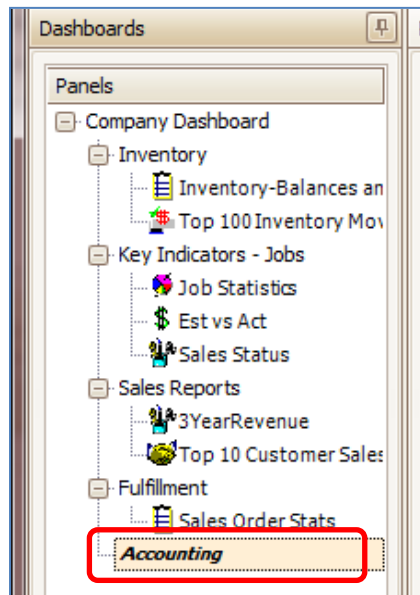 Dashboards
Panels
Company Dashboard
Inventory
Inventory-Balances an
Top 100 Inventory Mov
Key Indicators - Jobs
Job Statistics
Est vs Act
Sales Status
Sales Reports
3YearRevenue
Top 10 Customer Sales
Fulfillment
Sales Order Stats
Accounting